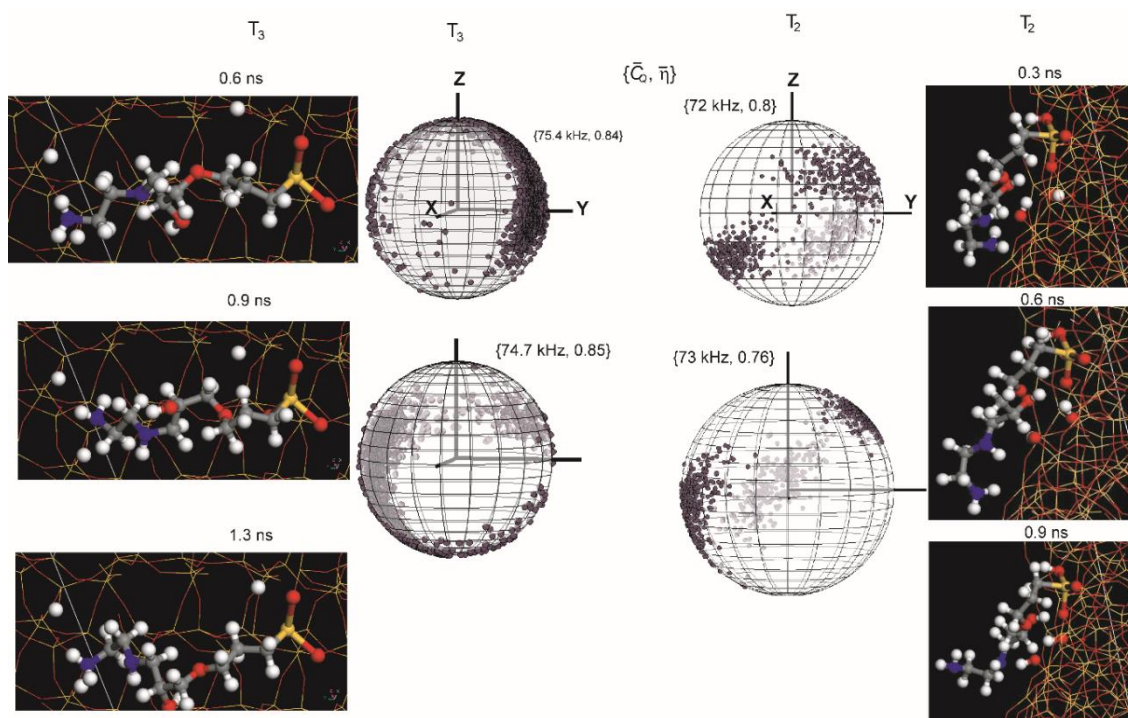 T₃
T₃
T₂
T₂
0.6 ns
Z
{C̄Q, η̄}
{72 kHz, 0.8}
Z
0.3 ns
{75.4 kHz, 0.84}
X
Y
X
Y
0.9 ns
{74.7 kHz, 0.85}
{73 kHz, 0.76}
0.6 ns
1.3 ns
0.9 ns